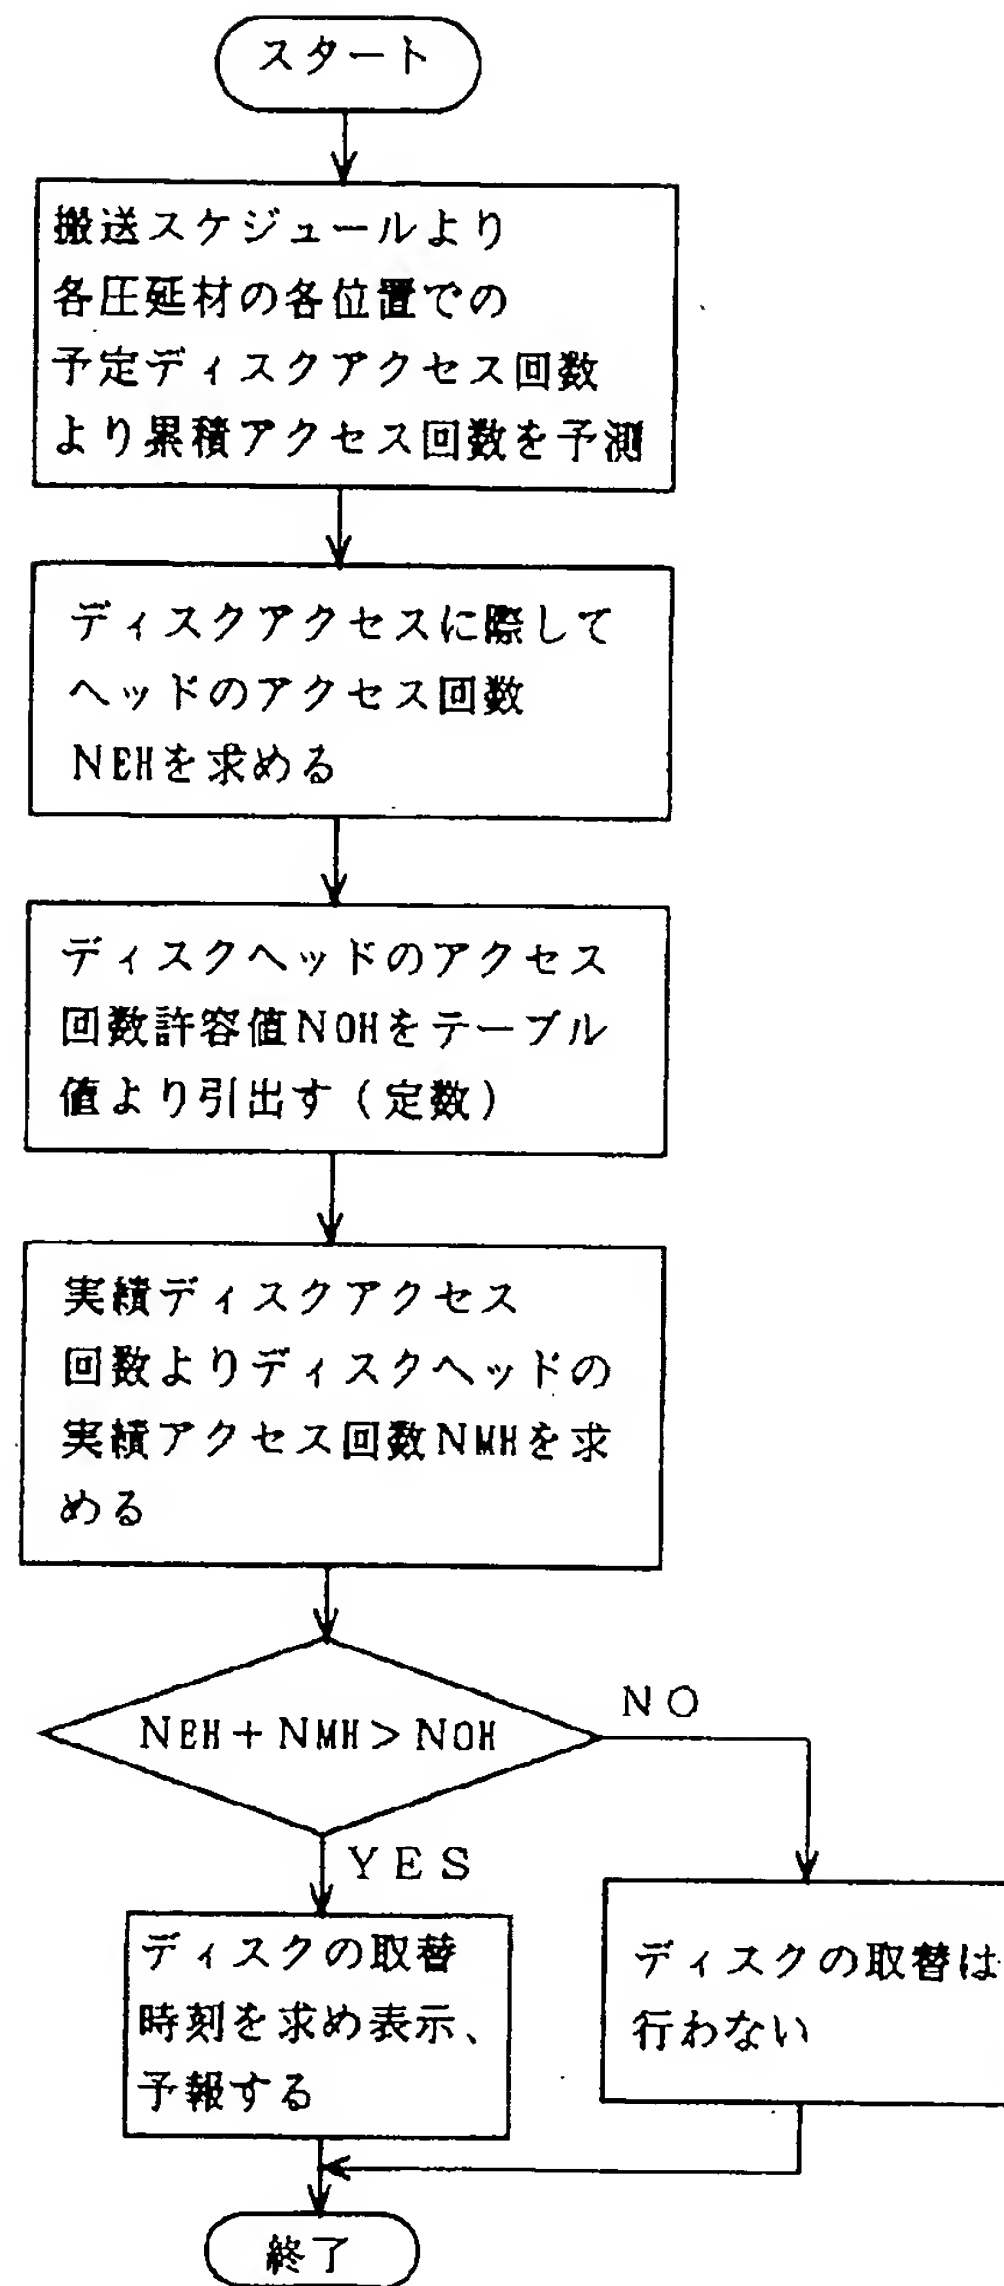 スタート
搬送スケジュールより
各圧延材の各位置での
予定ディスクアクセス回数
より累積アクセス回数を予測
ディスクアクセスに際して
ヘッドのアクセス回数
NEHを求める
ディスクヘッドのアクセス
回数許容値NOHをテーブル
値より引出す（定数）
実績ディスクアクセス
回数よりディスクヘッドの
実績アクセス回数NMHを求
める
NEH＋NMH＞NOH
NO
YES
ディスクの取替
時刻を求め表示、
予報する
ディスクの取替は
行わない
終了